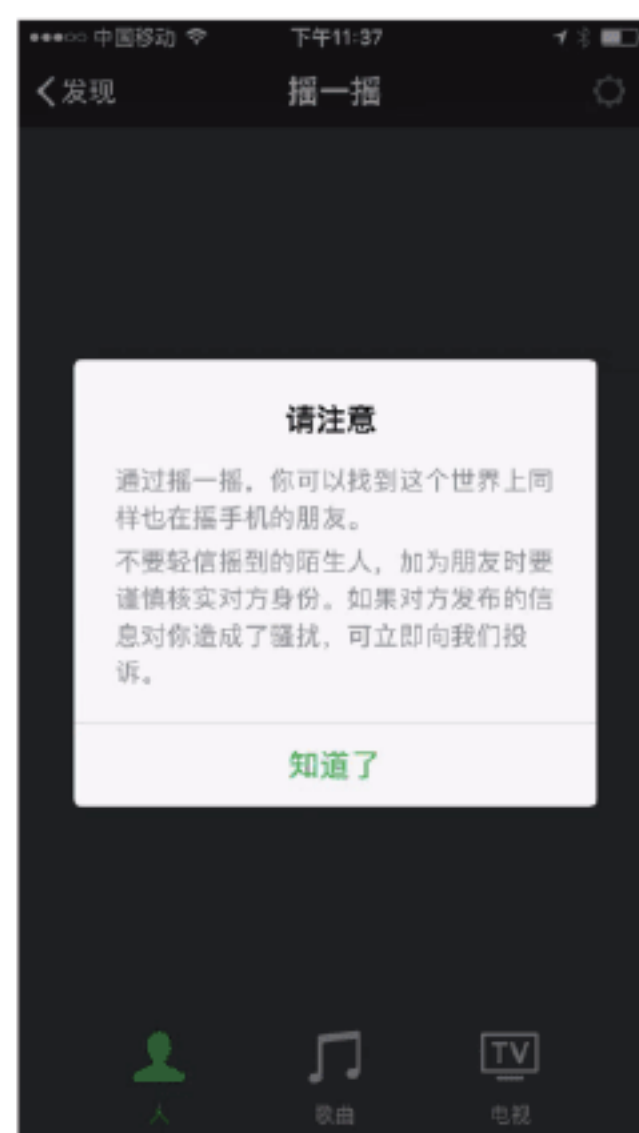 中国移动 下午11:37
发现 摇一摇
请注意
通过摇一摇，你可以找到这个世界上同
样也在摇手机的朋友。
不要轻信摇到的陌生人，加为朋友时要
谨慎核实对方身份。如果对方发布的信
息对你造成了骚扰，可立即向我们投
诉。
知道了
TV
人 歌曲 电视